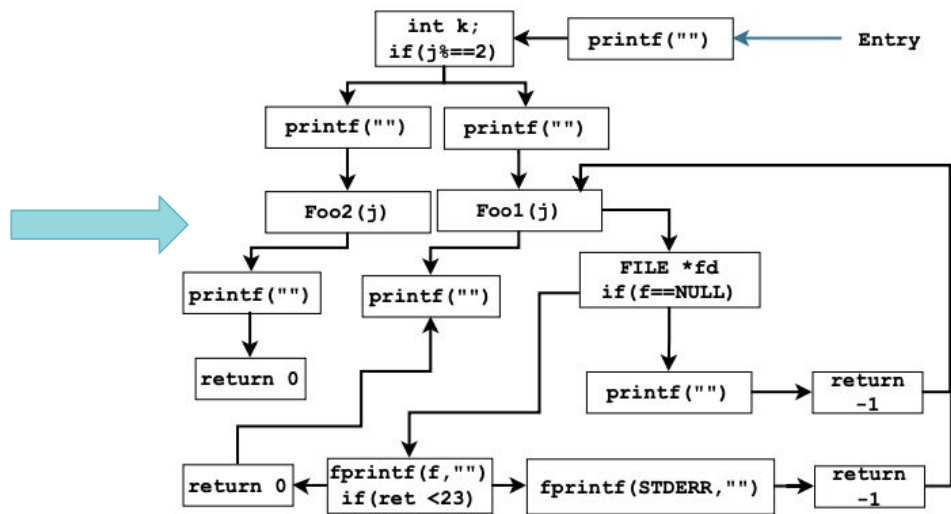 int k;
if(j%==2)
printf("")
Entry
printf("")
printf("")
Foo2(j)
Foo1(j)
printf("")
printf("")
FILE *fd
if(f==NULL)
return 0
printf("")
return
-1
return 0
fprintf(f,"")
if(ret <23)
fprintf(STDERR,"")
return
-1